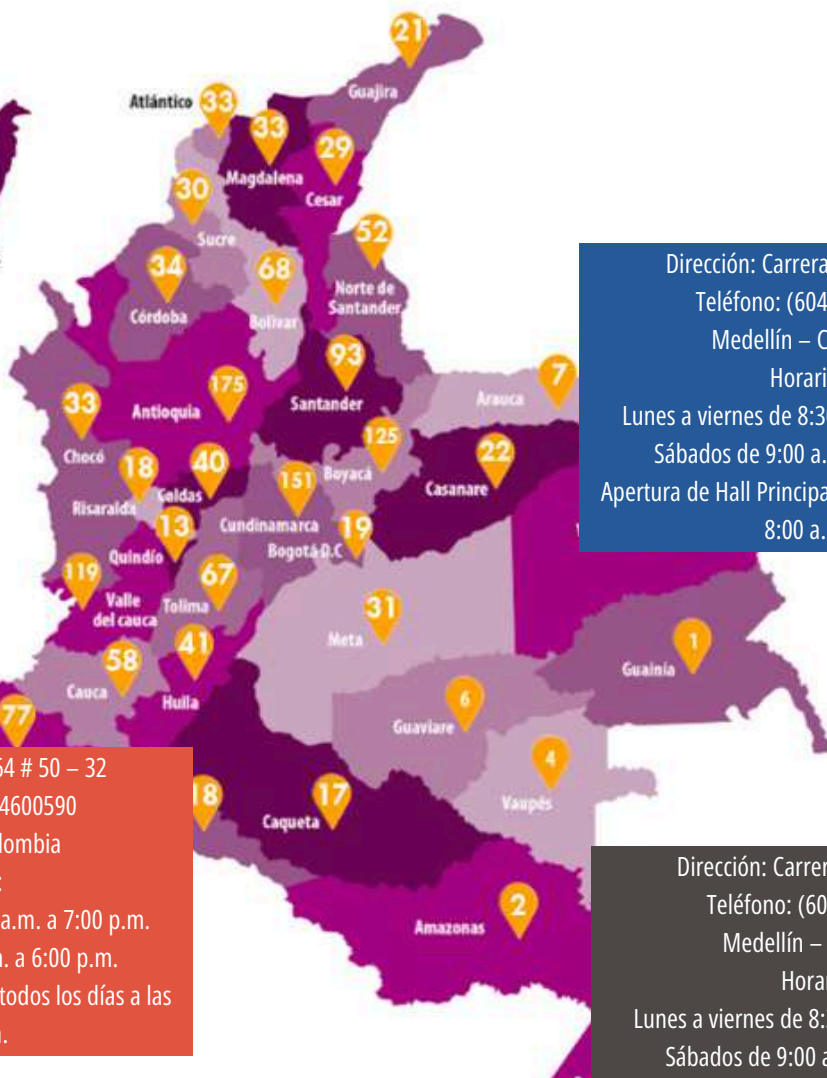 21
Guajira
Atlántico 33
33
Magdalena
29
Cesar
30
Sucre
52
Norte de
Santander
34
Córdoba
68
Bolívar
93
Santander
7
Arauca
175
Antioquia
33
Chocó
125
Boyacá
22
Casanare
18
Risaralda
40
Caldas
151
Cundinamarca
19
Bogotá D.C
13
Quindío
119
Valle
del cauca
67
Tolima
31
Meta
1
Guainía
58
Cauca
41
Huila
6
Guaviare
77
4
Vaupés
18
17
Caqueta
2
Amazonas
Dirección: Carrera
Teléfono: (604
Medellín – C
Horari
Lunes a viernes de 8:3
Sábados de 9:00 a.
Apertura de Hall Principa
8:00 a.
64 # 50 – 32
4600590
lombia
:
a.m. a 7:00 p.m.
. a 6:00 p.m.
todos los días a las
.
Dirección: Carrer
Teléfono: (60
Medellín –
Horar
Lunes a viernes de 8:
Sábados de 9:00 a